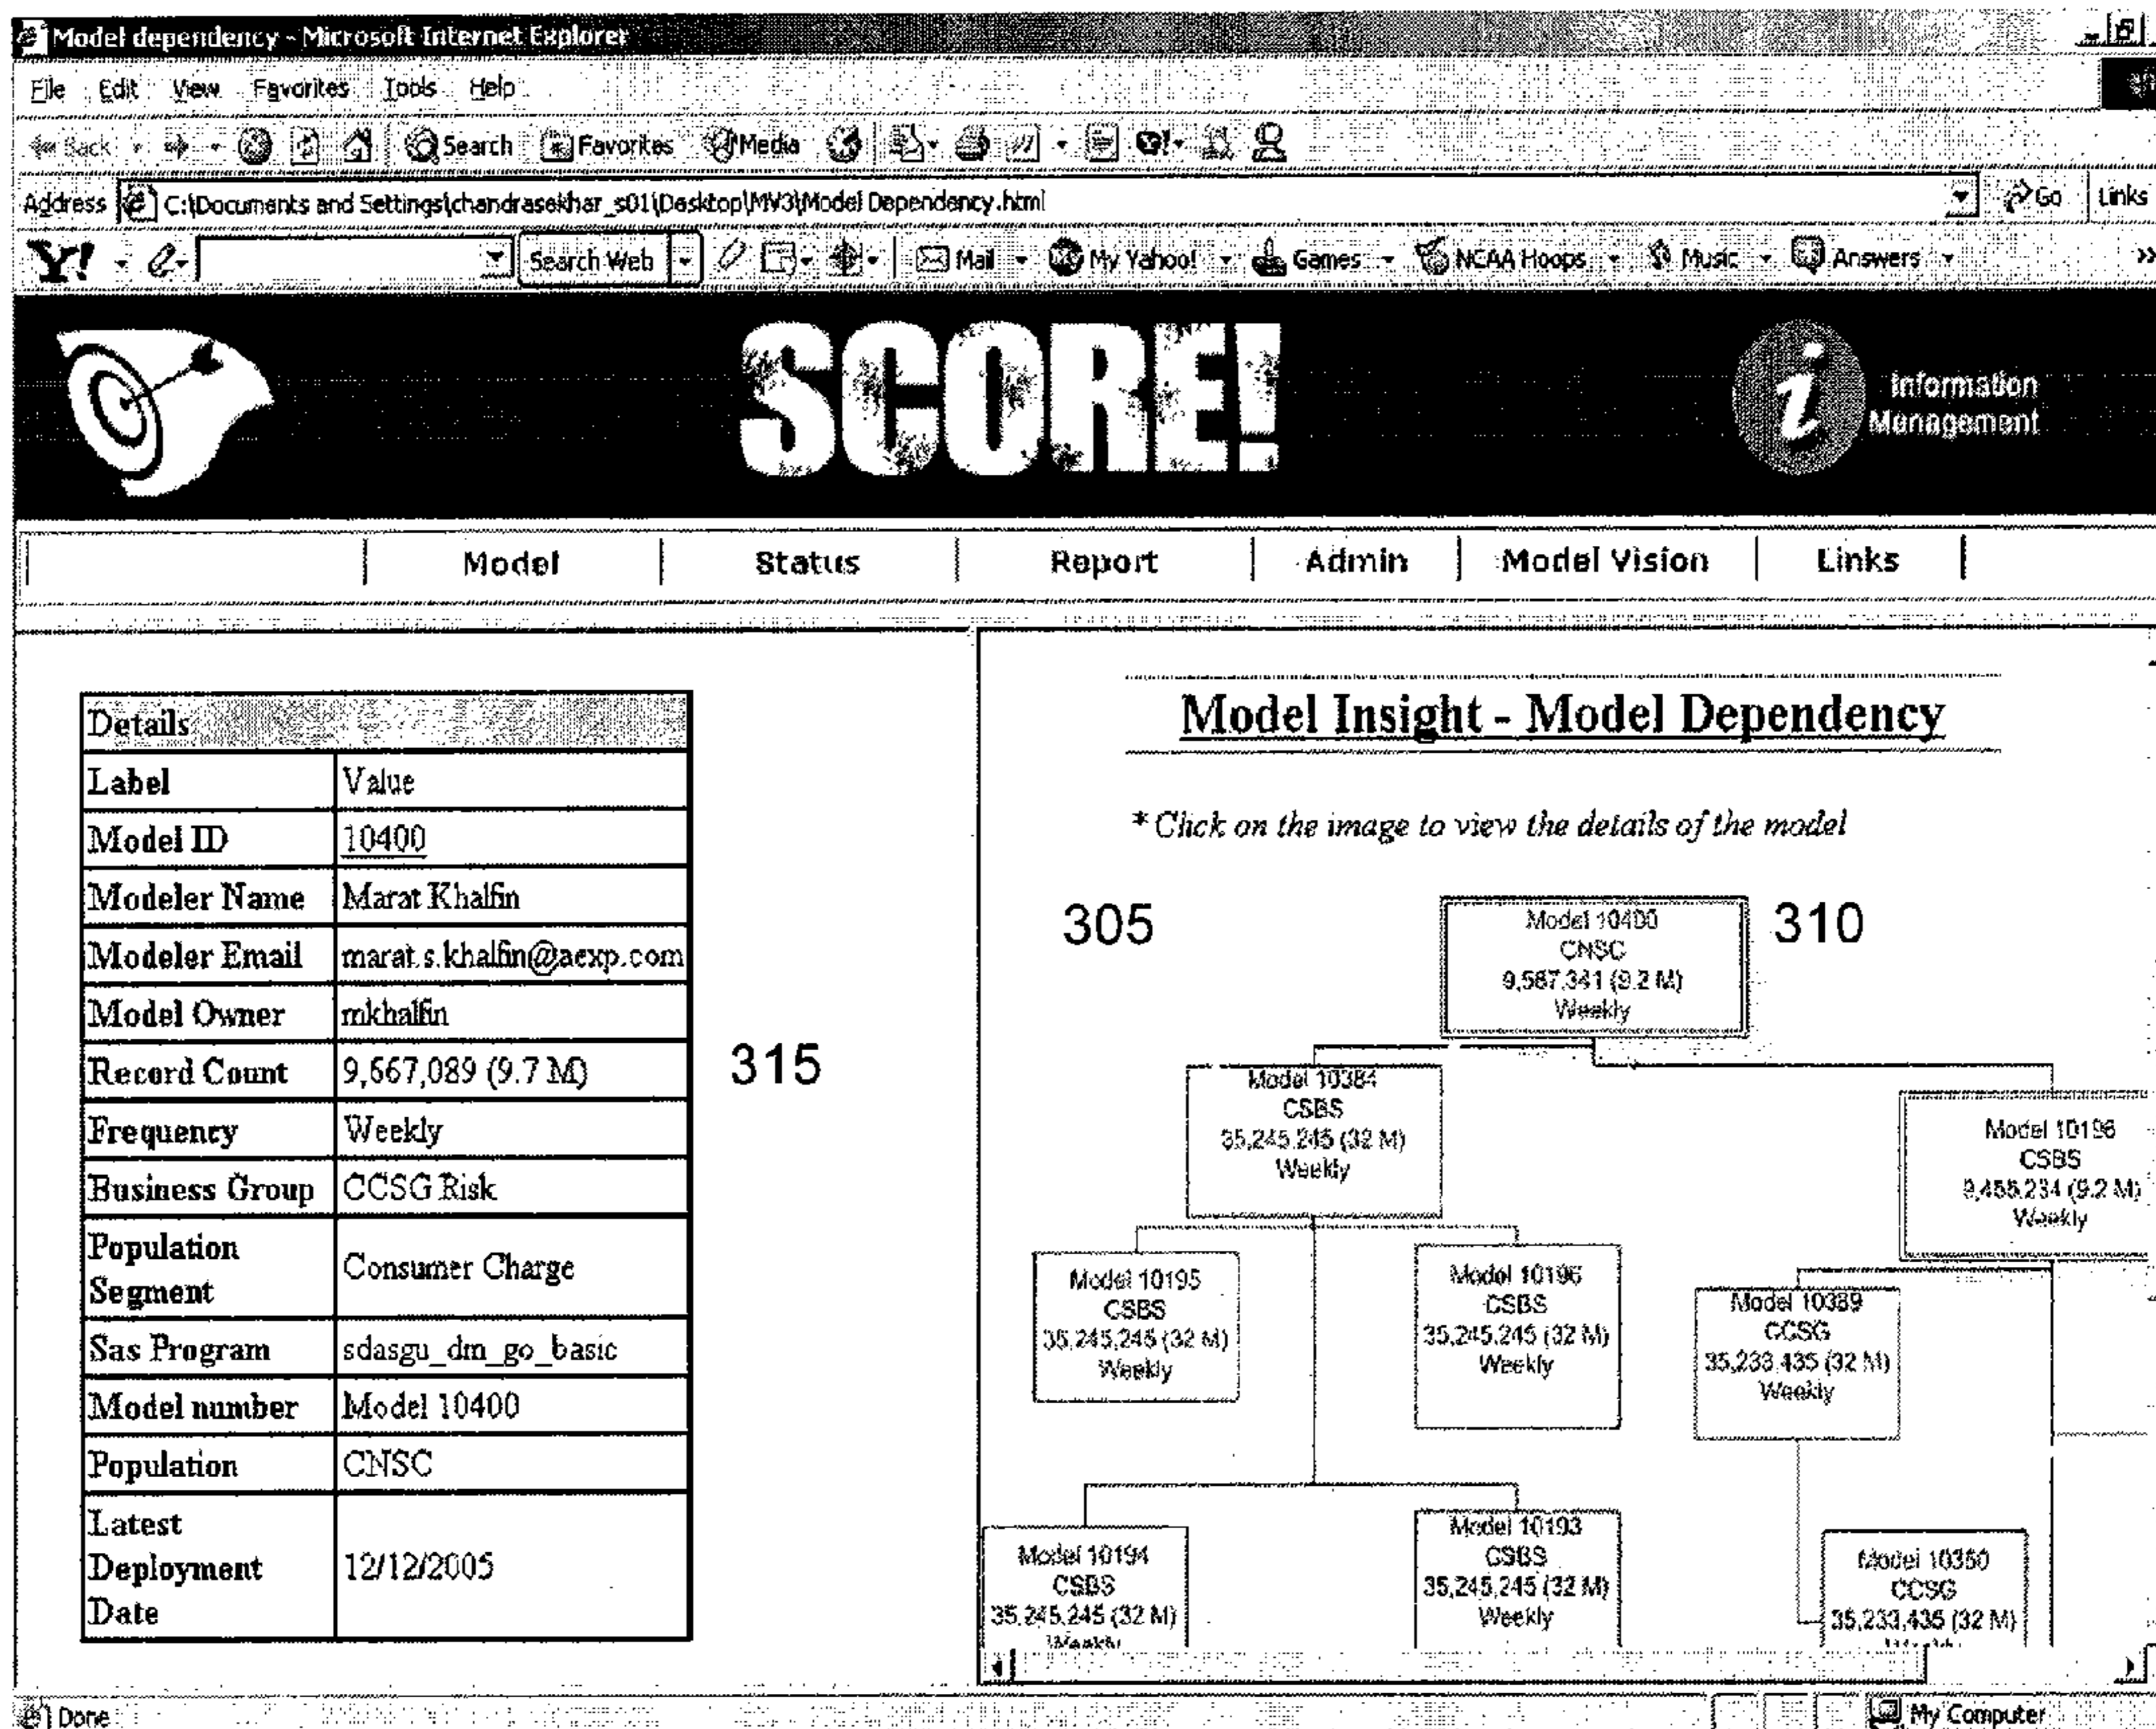 Model dependency - Microsoft Internet Explorer
File Edit View Favorites Tools Help
Back Search Favorites Media
Address C:\Documents and Settings\chandrasekhar_s01\Desktop\MV3\Model Dependency.html Go Links
Y! Search Web Mail My Yahoo! Games NCAA Hoops Music Answers »
SCORE!
i Information
Management
Model Status Report Admin Model Vision Links
Details
Label Value
Model ID 10400
Modeler Name Marat Khalfin
Modeler Email marat.s.khalfin@aexp.com
Model Owner mkhalfin
Record Count 9,667,089 (9.7 M)
Frequency Weekly
Business Group CCSG Risk
Population
Segment Consumer Charge
Sas Program sdasgu_dm_go_basic
Model number Model 10400
Population CNSC
Latest
Deployment
Date 12/12/2005
315
Model Insight - Model Dependency
* Click on the image to view the details of the model
305
310
Model 10400
CNSC
9,567,341 (9.2 M)
Weekly
Model 10384
CSBS
35,245,245 (32 M)
Weekly
Model 10196
CSBS
9,455,234 (9.2 M)
Weekly
Model 10195
CSBS
35,245,245 (32 M)
Weekly
Model 10196
CSBS
35,245,245 (32 M)
Weekly
Model 10389
CCSG
35,233,435 (32 M)
Weekly
Model 10194
CSBS
35,245,245 (32 M)
Weekly
Model 10193
CSBS
35,245,245 (32 M)
Weekly
Model 10350
CCSG
35,233,435 (32 M)
Done My Computer